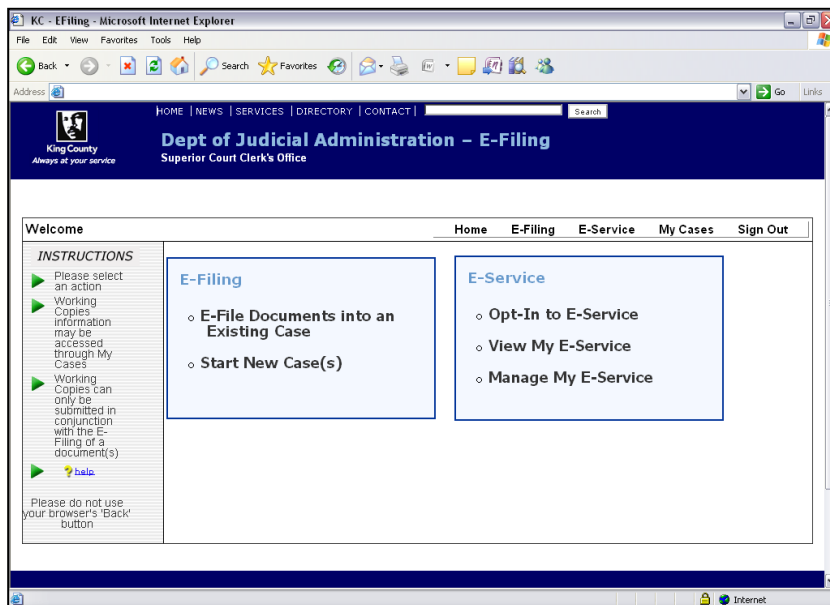 KC - EFiling - Microsoft Internet Explorer
File Edit View Favorites Tools Help
Back Search Favorites
Address Go Links
HOME | NEWS | SERVICES | DIRECTORY | CONTACT | Search
King County
Always at your service
Dept of Judicial Administration – E-Filing
Superior Court Clerk's Office
Welcome
Home E-Filing E-Service My Cases Sign Out
INSTRUCTIONS
Please select
an action
Working
Copies
information
may be
accessed
through My
Cases
Working
Copies can
only be
submitted in
conjunction
with the E-
Filing of a
document(s)
? help
Please do not use
your browser's 'Back'
button
E-Filing
E-File Documents into an
Existing Case
Start New Case(s)
E-Service
Opt-In to E-Service
View My E-Service
Manage My E-Service
Internet